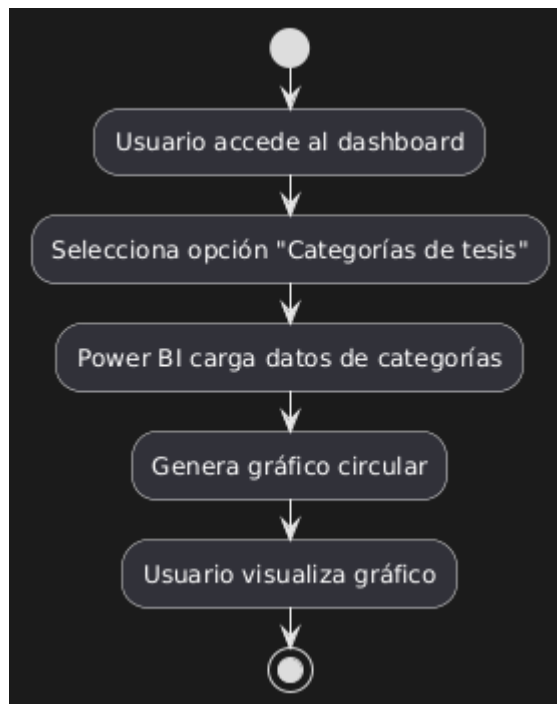 Usuario accede al dashboard
Selecciona opción "Categorías de tesis"
Power BI carga datos de categorías
Genera gráfico circular
Usuario visualiza gráfico